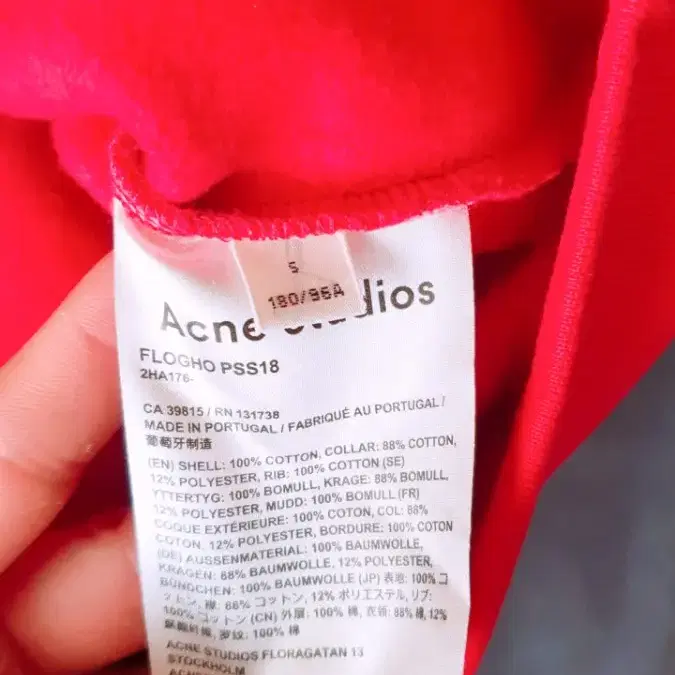 S
180/96A
Acne Studios
FLOGHO PSS18
2HA176-
CA 39815 / RN 131738
MADE IN PORTUGAL / FABRIQUÉ AU PORTUGAL /
葡萄牙制造
(EN) SHELL: 100% COTTON, COLLAR: 88% COTTON,
12% POLYESTER, RIB: 100% COTTON (SE)
YTTERTYG: 100% BOMULL, KRAGE: 88% BOMULL,
12% POLYESTER, MUDD: 100% BOMULL (FR)
COQUE EXTÉRIEURE: 100% COTON, COL: 88%
COTON, 12% POLYESTER, BORDURE: 100% COTON
(DE) AUSSENMATERIAL: 100% BAUMWOLLE,
KRAGEN: 88% BAUMWOLLE, 12% POLYESTER,
BÜNDCHEN: 100% BAUMWOLLE (JP) 表地: 100% コ
ットン, 襟: 88% コットン, 12% ポリエステル, リブ:
100% コットン (CN) 外层: 100% 棉, 衣领: 88% 棉, 12%
聚酯纤维, 罗纹: 100% 棉
ACNE STUDIOS FLORAGATAN 13
STOCKHOLM